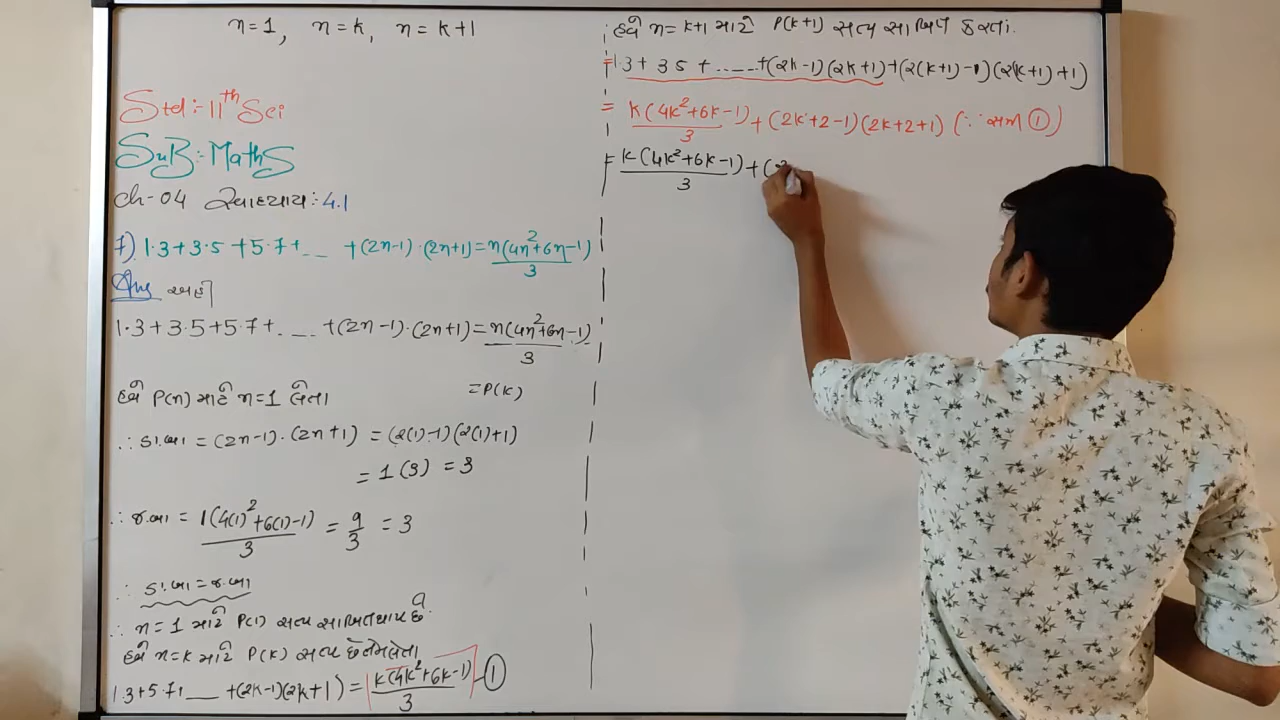 n=1, n=k, n=k+1
Std:-11th Sci
SuB:-Maths
ch-04 સ્વાધ્યાય:4.1
7) 1·3+3·5+5·7+.... +(2n-1)·(2n+1)=n(4n²+6n-1)/3
Ans અહીં
1·3+3·5+5·7+.... +(2n-1)·(2n+1)=n(4n²+6n-1)/3
=P(k)
હવે P(n) માટે n=1 લેતા
∴ ડા.બા = (2n-1)·(2n+1) = (2(1)-1)(2(1)+1)
= 1(3) = 3
∴ જ.બા = 1(4(1)²+6(1)-1)/3 = 9/3 = 3
∴ ડા.બા = જ.બા
∴ n=1 માટે P(1) સત્ય સાબિત થાય છે.
હવે n=k માટે P(k) સત્ય છે તેમ લેતા
1·3+5·7+.... +(2k-1)(2k+1) = k(4k²+6k-1)/3 -①
હવે n=k+1 માટે P(k+1) સત્ય સાબિત કરતાં.
=1·3+3·5+......+(2k-1)(2k+1)+(2(k+1)-1)(2(k+1)+1)
= k(4k²+6k-1)/3 +(2k+2-1)(2k+2+1) (∵ સમી ①)
= k(4k²+6k-1)/3 +(2